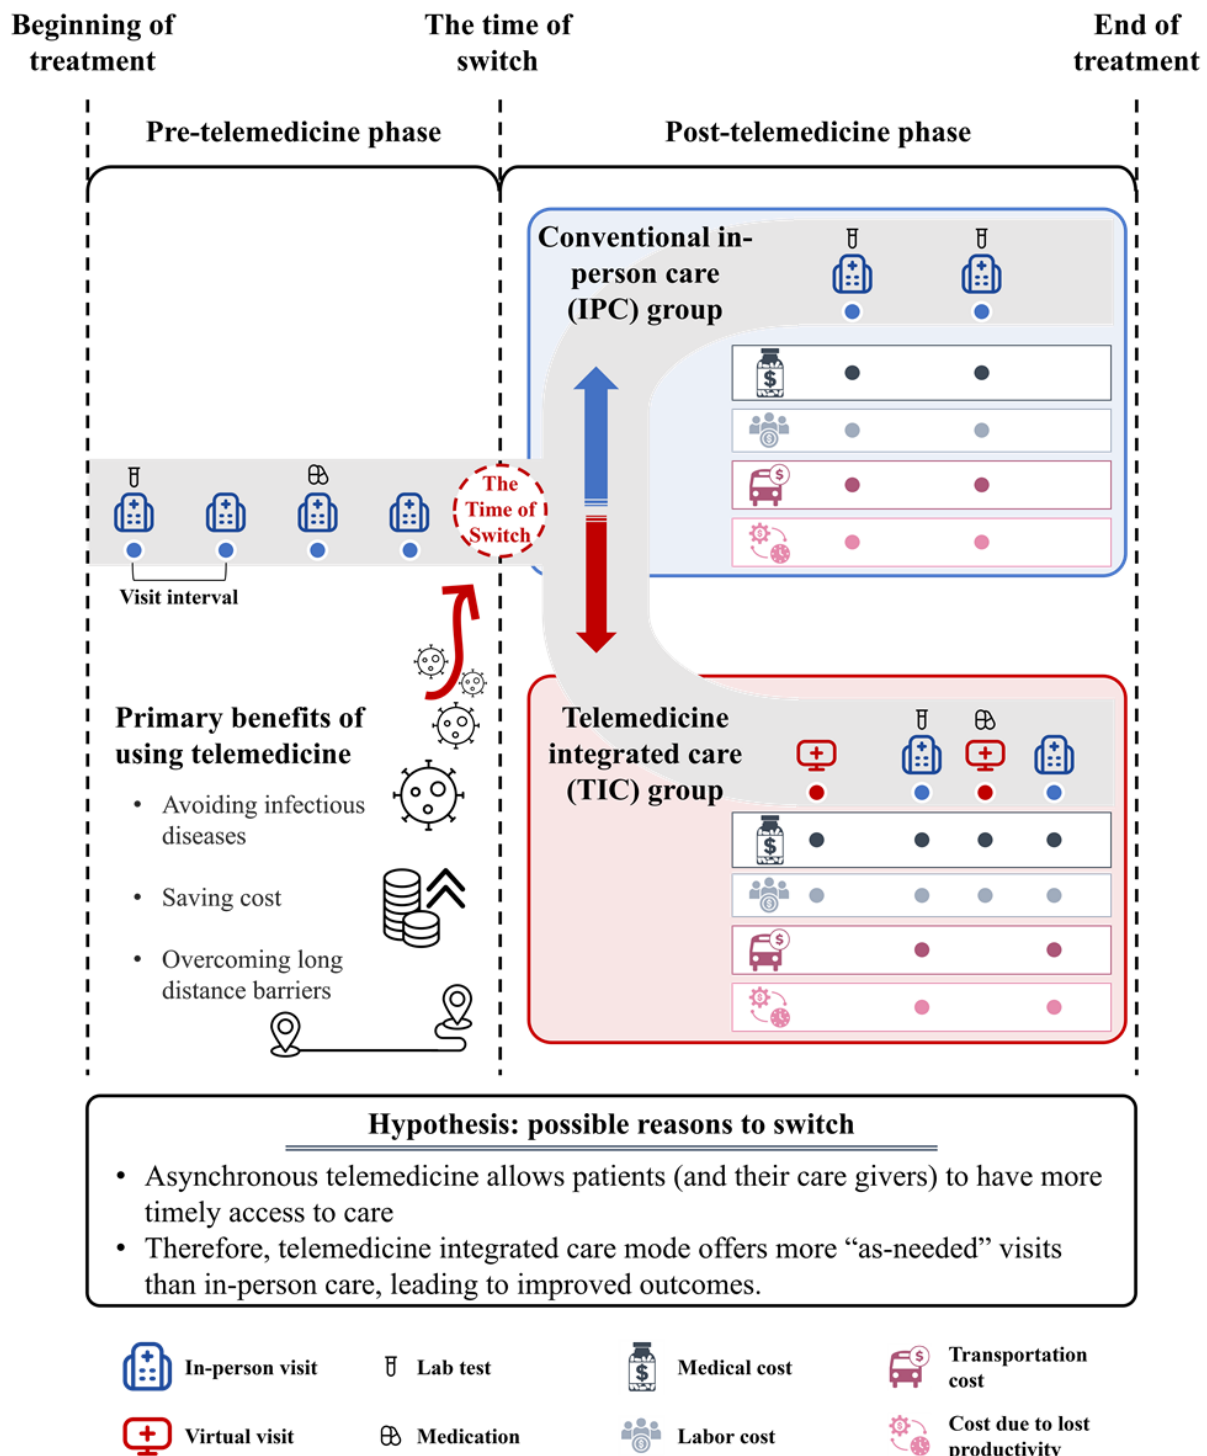 Beginning of
treatment
The time of
switch
End of
treatment
Pre-telemedicine phase
Post-telemedicine phase
Conventional in-
person care
(IPC) group
$
$
$
$
The
Time of
Switch
Visit interval
Primary benefits of
using telemedicine
• Avoiding infectious
diseases
• Saving cost
• Overcoming long
distance barriers
Telemedicine
integrated care
(TIC) group
$
$
$
$
Hypothesis: possible reasons to switch
• Asynchronous telemedicine allows patients (and their care givers) to have more
timely access to care
• Therefore, telemedicine integrated care mode offers more “as-needed” visits
than in-person care, leading to improved outcomes.
In-person visit
Lab test
$
Medical cost
$
Transportation
cost
Virtual visit
Medication
$
Labor cost
$
Cost due to lost
productivity